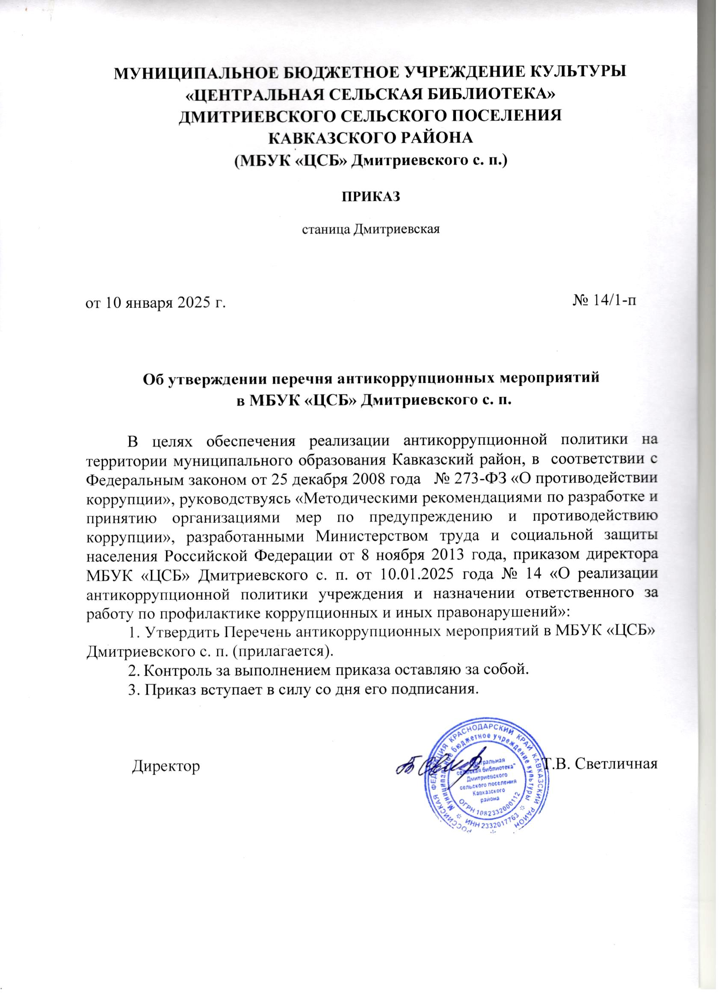 МУНИЦИПАЛЬНОЕ БЮДЖЕТНОЕ УЧРЕЖДЕНИЕ КУЛЬТУРЫ
«ЦЕНТРАЛЬНАЯ СЕЛЬСКАЯ БИБЛИОТЕКА»
ДМИТРИЕВСКОГО СЕЛЬСКОГО ПОСЕЛЕНИЯ
КАВКАЗСКОГО РАЙОНА
(МБУК «ЦСБ» Дмитриевского с. п.)
ПРИКАЗ
станица Дмитриевская
от 10 января 2025 г. № 14/1-п
Об утверждении перечня антикоррупционных мероприятий
в МБУК «ЦСБ» Дмитриевского с. п.
В целях обеспечения реализации антикоррупционной политики на
территории муниципального образования Кавказский район, в соответствии с
Федеральным законом от 25 декабря 2008 года № 273-ФЗ «О противодействии
коррупции», руководствуясь «Методическими рекомендациями по разработке и
принятию организациями мер по предупреждению и противодействию
коррупции», разработанными Министерством труда и социальной защиты
населения Российской Федерации от 8 ноября 2013 года, приказом директора
МБУК «ЦСБ» Дмитриевского с. п. от 10.01.2025 года № 14 «О реализации
антикоррупционной политики учреждения и назначении ответственного за
работу по профилактике коррупционных и иных правонарушений»:
1. Утвердить Перечень антикоррупционных мероприятий в МБУК «ЦСБ»
Дмитриевского с. п. (прилагается).
2. Контроль за выполнением приказа оставляю за собой.
3. Приказ вступает в силу со дня его подписания.
Директор Т.В. Светличная
РОССИЙСКАЯ ФЕДЕРАЦИЯ КРАСНОДАРСКИЙ КРАЙ КАВКАЗСКИЙ РАЙОН
Муниципальное бюджетное учреждение культуры
"Центральная
сельская библиотека"
Дмитриевского
сельского поселения
Кавказского
района
ОГРН 1082332000112
ИНН 2332017763